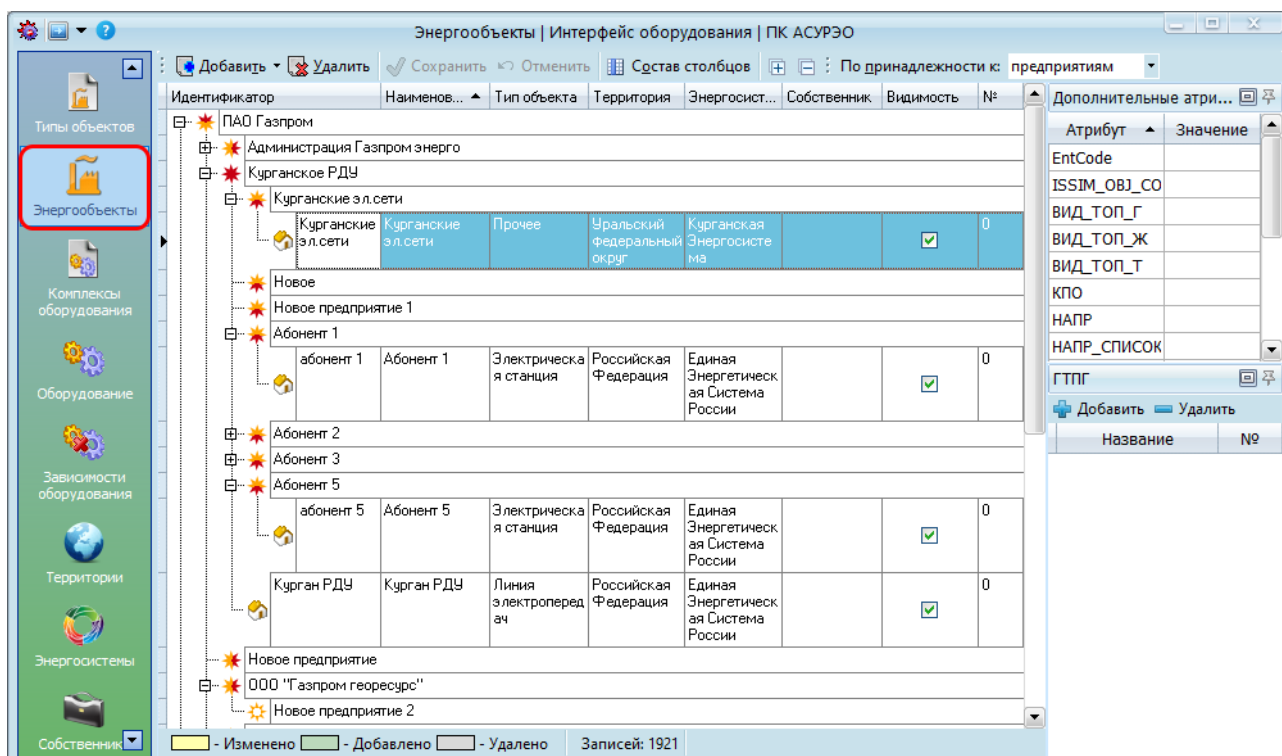 Энергообъекты | Интерфейс оборудования | ПК АСУРЭО
Добавить Удалить Сохранить Отменить Состав столбцов По принадлежности к: предприятиям
Типы объектов
Энергообъекты
Комплексы
оборудования
Оборудование
Зависимости
оборудования
Территории
Энергосистемы
Собственник
Идентификатор Наименов... Тип объекта Территория Энергосист... Собственник Видимость №
ПАО Газпром
Администрация Газпром энерго
Курганское РДУ
Курганские эл.сети
Курганские Курганские Прочее Уральский Курганская 0
эл.сети эл.сети федеральный Энергосисте
округ ма
Новое
Новое предприятие 1
Абонент 1
абонент 1 Абонент 1 Электрическа Российская Единая 0
я станция Федерация Энергетическ
ая Система
России
Абонент 2
Абонент 3
Абонент 5
абонент 5 Абонент 5 Электрическа Российская Единая 0
я станция Федерация Энергетическ
ая Система
России
Курган РДУ Курган РДУ Линия Российская Единая 0
электроперед Федерация Энергетическ
ач ая Система
России
Новое предприятие
ООО "Газпром георесурс"
Новое предприятие 2
- Изменено - Добавлено - Удалено Записей: 1921
Дополнительные атри...
Атрибут Значение
EntCode
ISSIM_OBJ_CO
ВИД_ТОП_Г
ВИД_ТОП_Ж
ВИД_ТОП_Т
КПО
НАПР
НАПР_СПИСОК
ГТПГ
Добавить Удалить
Название №